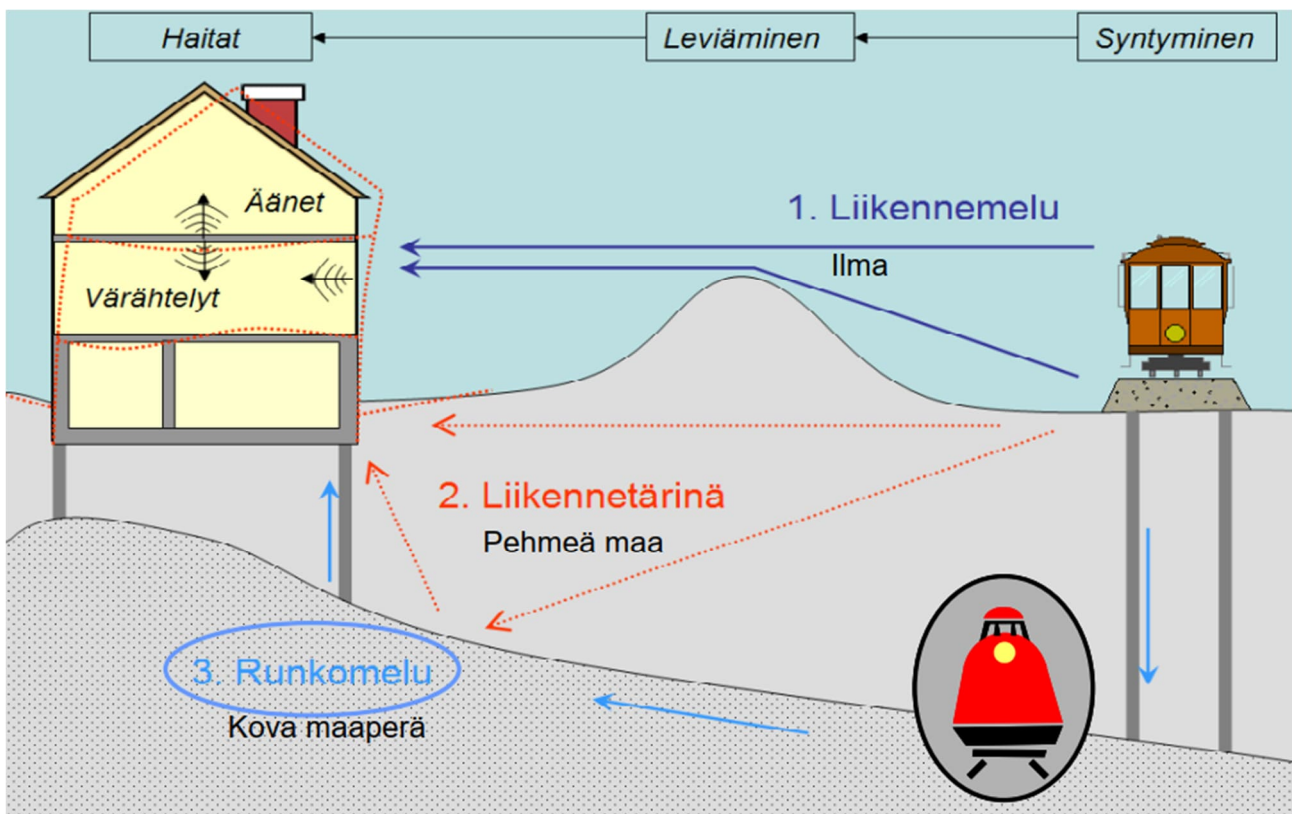 Haitat
Leviäminen
Syntyminen
Äänet
Värähtelyt
1. Liikennemelu
Ilma
2. Liikennetärinä
Pehmeä maa
3. Runkomelu
Kova maaperä